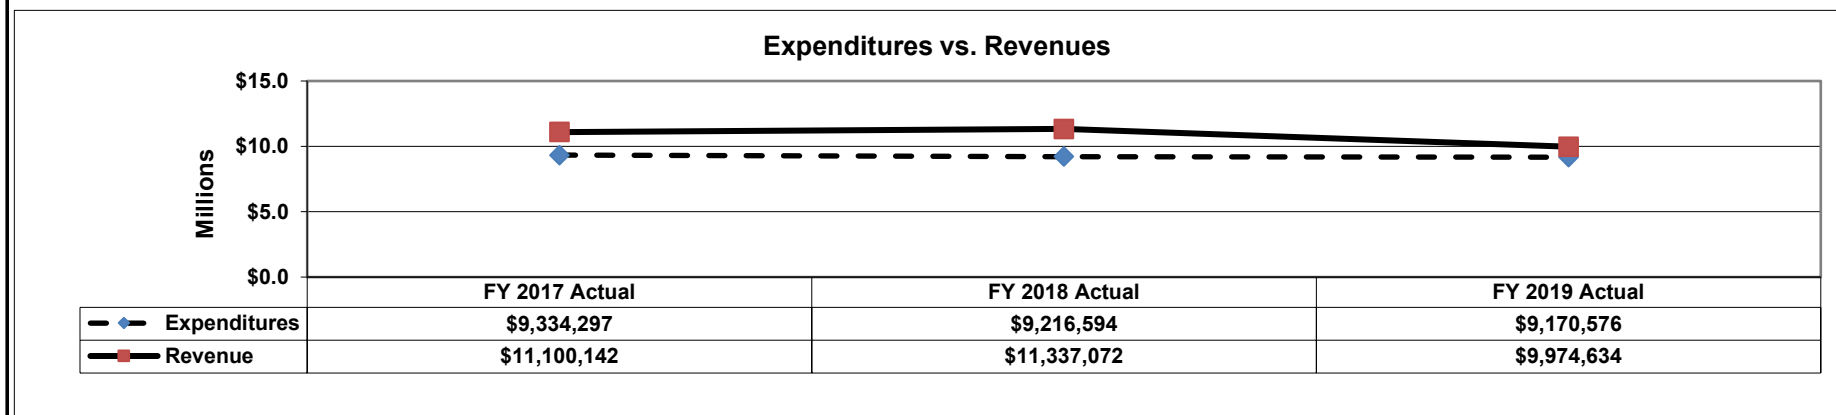 Expenditures vs. Revenues
$15.0
$10.0
$5.0
$0.0
Millions
FY 2017 Actual FY 2018 Actual FY 2019 Actual
Expenditures $9,334,297 $9,216,594 $9,170,576
Revenue $11,100,142 $11,337,072 $9,974,634